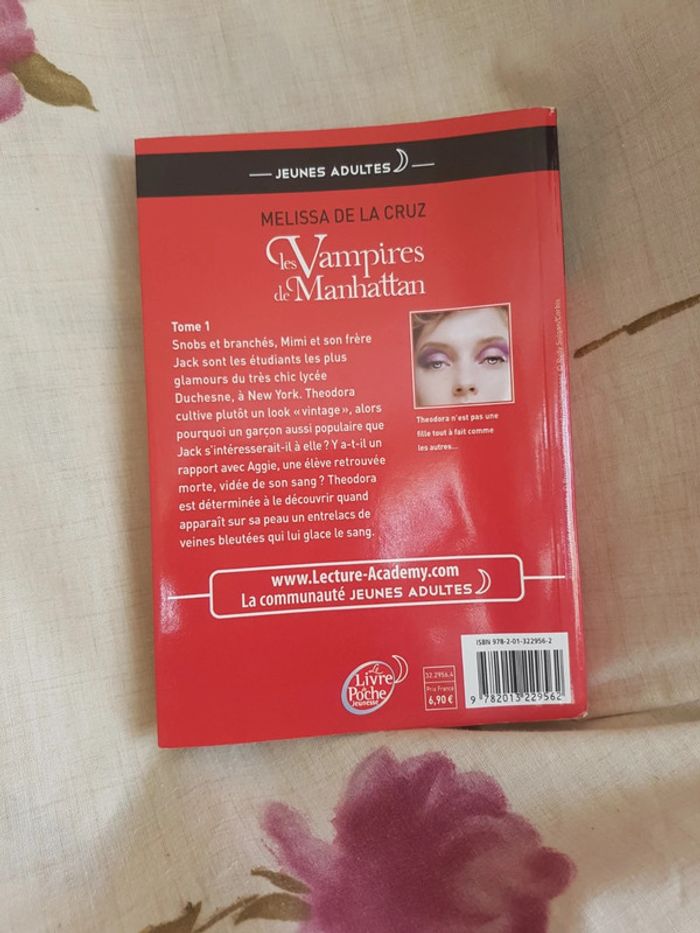 JEUNES ADULTES
MELISSA DE LA CRUZ
les Vampires
de Manhattan
Tome 1
Snobs et branchés, Mimi et son frère
Jack sont les étudiants les plus
glamours du très chic lycée
Duchesne, à New York. Theodora
cultive plutôt un look «vintage», alors
pourquoi un garçon aussi populaire que
Jack s'intéresserait-il à elle ? Y a-t-il un
rapport avec Aggie, une élève retrouvée
morte, vidée de son sang ? Theodora
est déterminée à le découvrir quand
apparaît sur sa peau un entrelacs de
veines bleutées qui lui glace le sang.
Theodora n'est pas une
fille tout à fait comme
les autres...
www.Lecture-Academy.com
La communauté JEUNES ADULTES
Le
Livre
de
Poche
Jeunesse
32.2956.4
Prix France
6,90 €
ISBN 978-2-01-322956-2
9 782013 229562